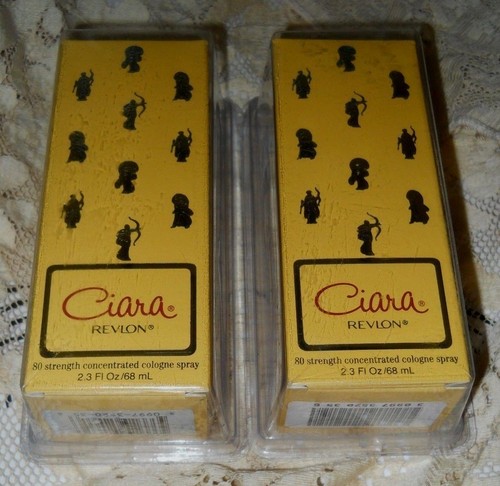 Ciara®
REVLON®
80 strength concentrated cologne spray
2.3 Fl Oz/68 mL
Ciara®
REVLON®
80 strength concentrated cologne spray
2.3 Fl Oz/68 mL